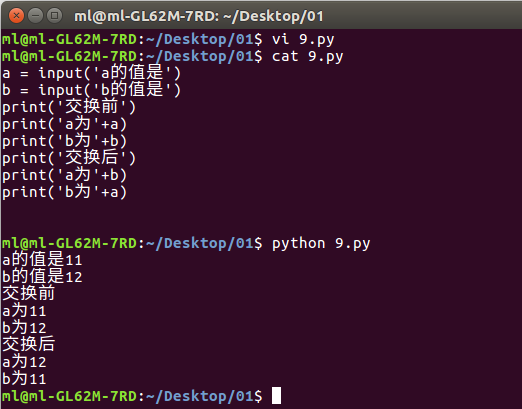 ml@ml-GL62M-7RD: ~/Desktop/01
ml@ml-GL62M-7RD:~/Desktop/01$ vi 9.py
ml@ml-GL62M-7RD:~/Desktop/01$ cat 9.py
a = input('a的值是')
b = input('b的值是')
print('交换前')
print('a为'+a)
print('b为'+b)
print('交换后')
print('a为'+b)
print('b为'+a)
ml@ml-GL62M-7RD:~/Desktop/01$ python 9.py
a的值是11
b的值是12
交换前
a为11
b为12
交换后
a为12
b为11
ml@ml-GL62M-7RD:~/Desktop/01$